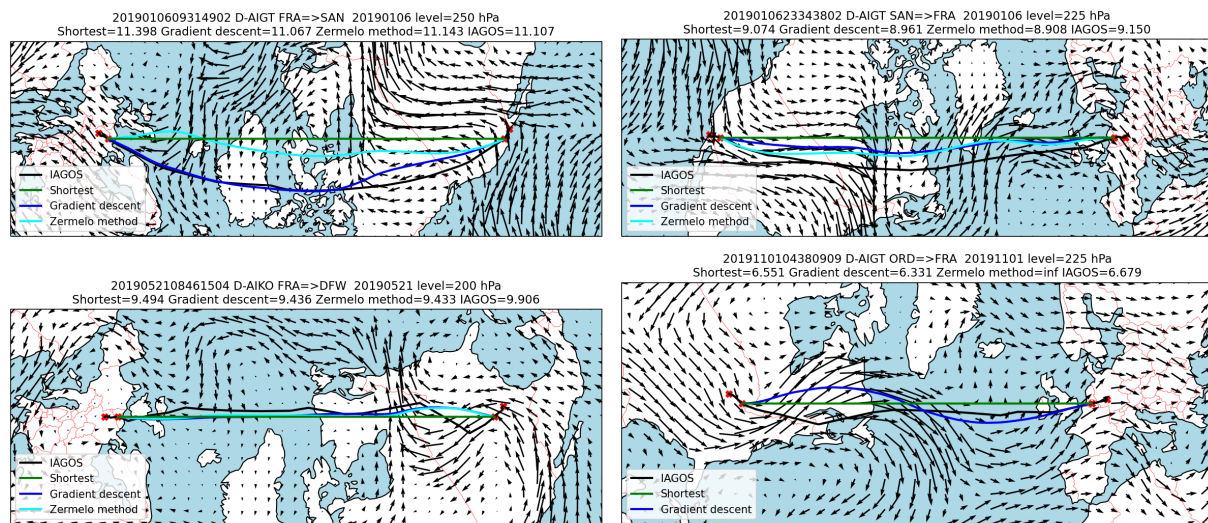 2019010609314902 D-AIGT FRA=>SAN 20190106 level=250 hPa
Shortest=11.398 Gradient descent=11.067 Zermelo method=11.143 IAGOS=11.107
IAGOS
Shortest
Gradient descent
Zermelo method
2019010623343802 D-AIGT SAN=>FRA 20190106 level=225 hPa
Shortest=9.074 Gradient descent=8.961 Zermelo method=8.908 IAGOS=9.150
IAGOS
Shortest
Gradient descent
Zermelo method
2019052108461504 D-AIKO FRA=>DFW 20190521 level=200 hPa
Shortest=9.494 Gradient descent=9.436 Zermelo method=9.433 IAGOS=9.906
IAGOS
Shortest
Gradient descent
Zermelo method
2019110104380909 D-AIGT ORD=>FRA 20191101 level=225 hPa
Shortest=6.551 Gradient descent=6.331 Zermelo method=inf IAGOS=6.679
IAGOS
Shortest
Gradient descent